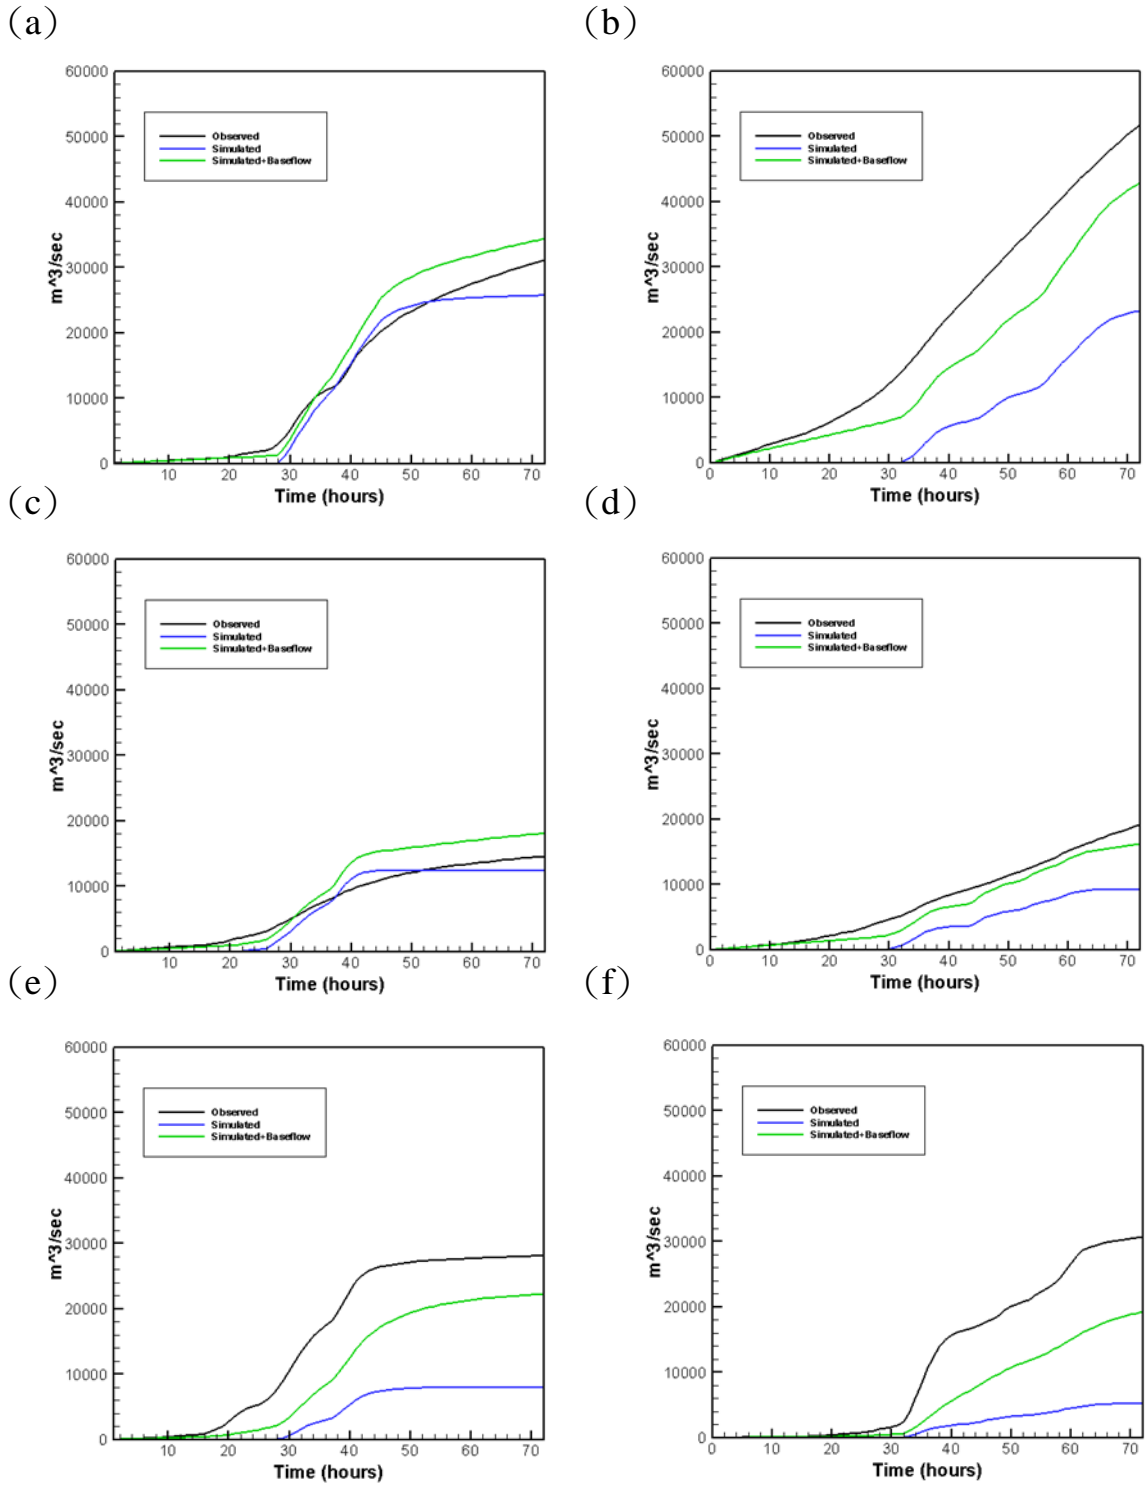 (a)
60000
50000
40000
30000
20000
10000
0
m^3/sec
Observed
Simulated
Simulated+Baseflow
10 20 30 40 50 60 70
Time (hours)
(b)
60000
50000
40000
30000
20000
10000
0
m^3/sec
Observed
Simulated
Simulated+Baseflow
0 10 20 30 40 50 60 70
Time (hours)
(c)
60000
50000
40000
30000
20000
10000
0
m^3/sec
Observed
Simulated
Simulated+Baseflow
10 20 30 40 50 60 70
Time (hours)
(d)
60000
50000
40000
30000
20000
10000
0
m^3/sec
Observed
Simulated
Simulated+Baseflow
0 10 20 30 40 50 60 70
Time (hours)
(e)
60000
50000
40000
30000
20000
10000
0
m^3/sec
Observed
Simulated
Simulated+Baseflow
10 20 30 40 50 60 70
Time (hours)
(f)
60000
50000
40000
30000
20000
10000
0
m^3/sec
Observed
Simulated
Simulated+Baseflow
0 10 20 30 40 50 60 70
Time (hours)